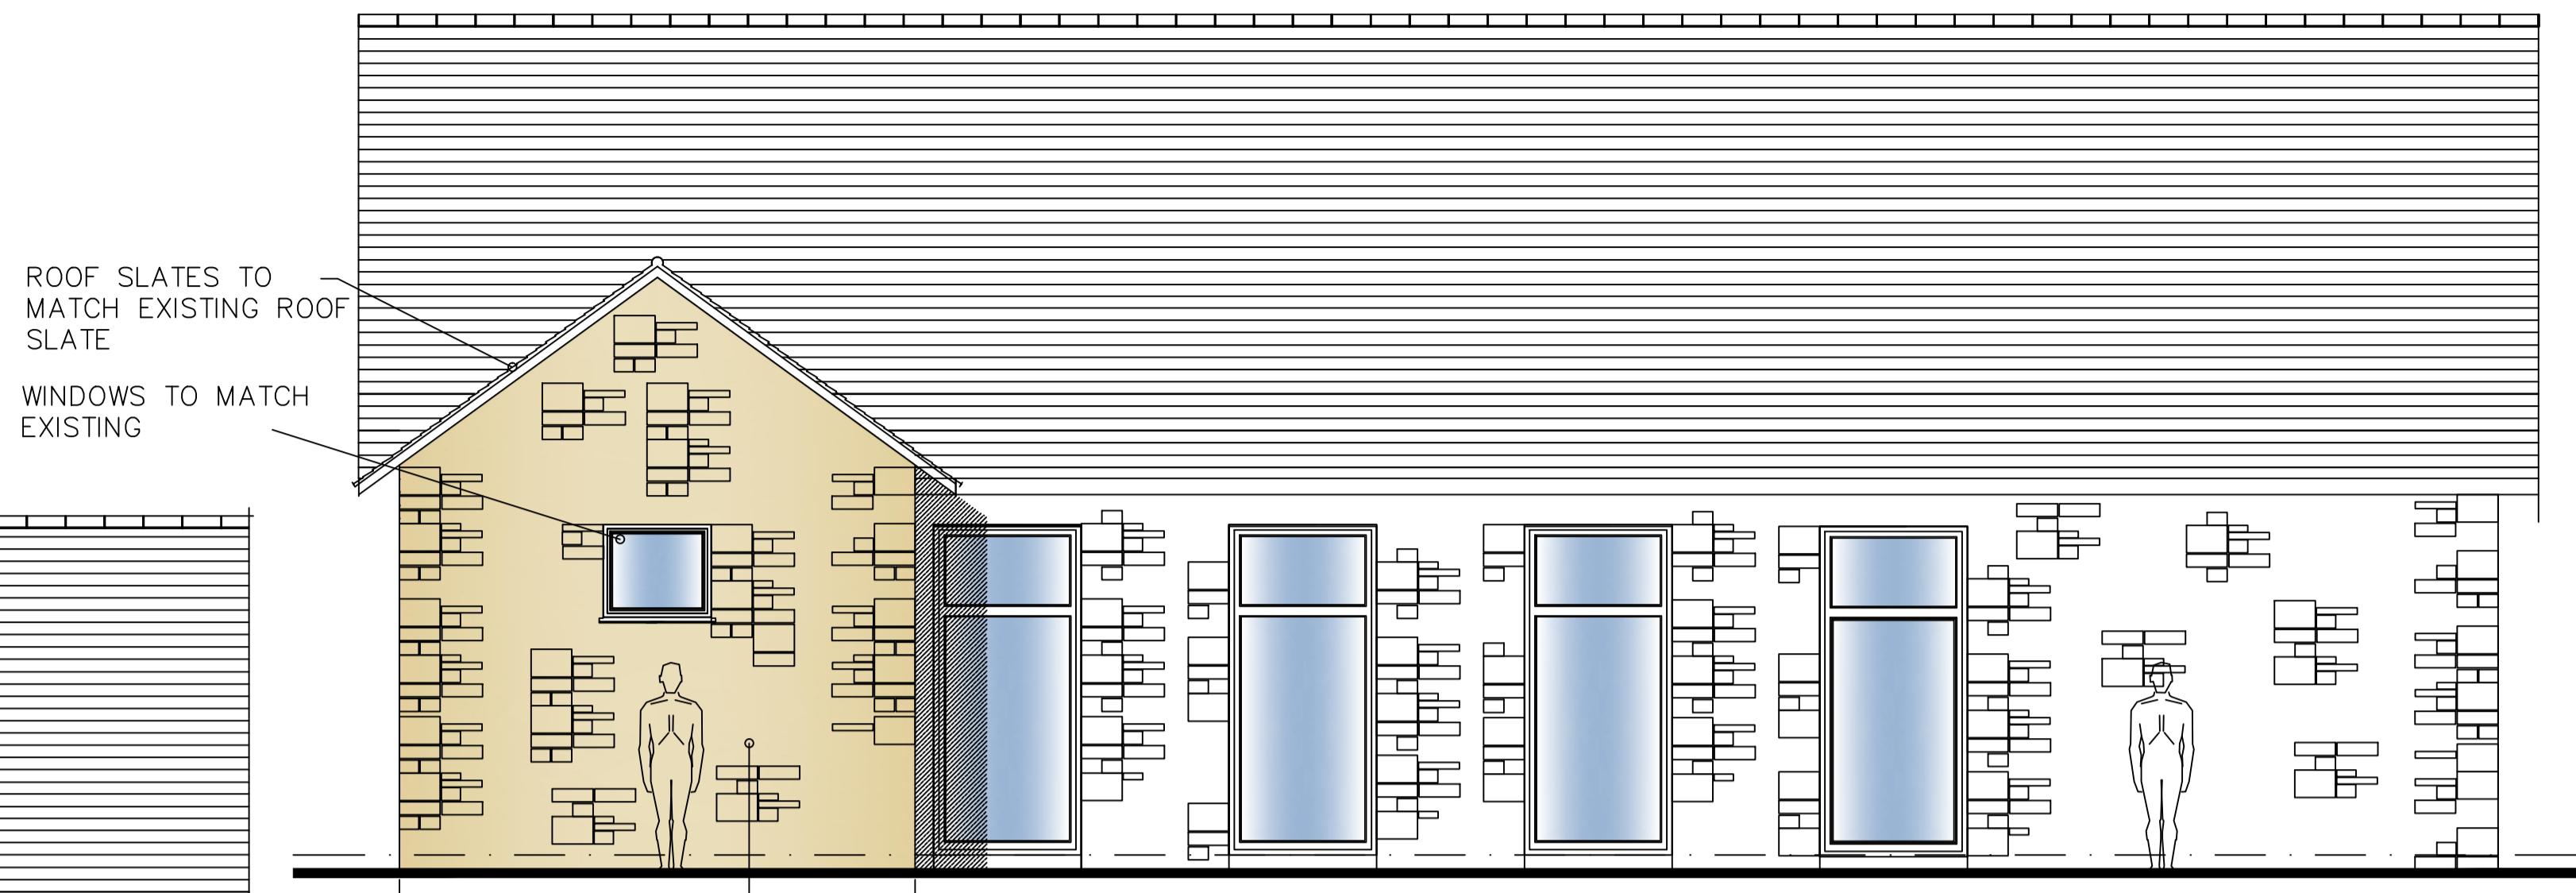 ROOF SLATES TO
MATCH EXISTING ROOF
SLATE
WINDOWS TO MATCH
EXISTING